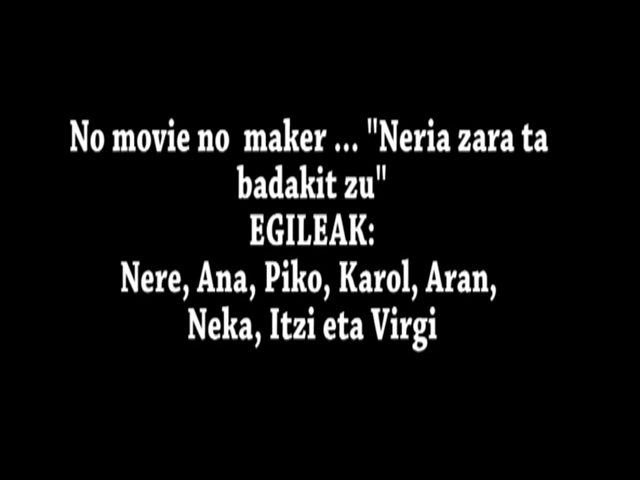 No movie no  maker ... "Neria zara ta
badakit zu"
EGILEAK:
Nere, Ana, Piko, Karol, Aran,
Neka, Itzi eta Virgi